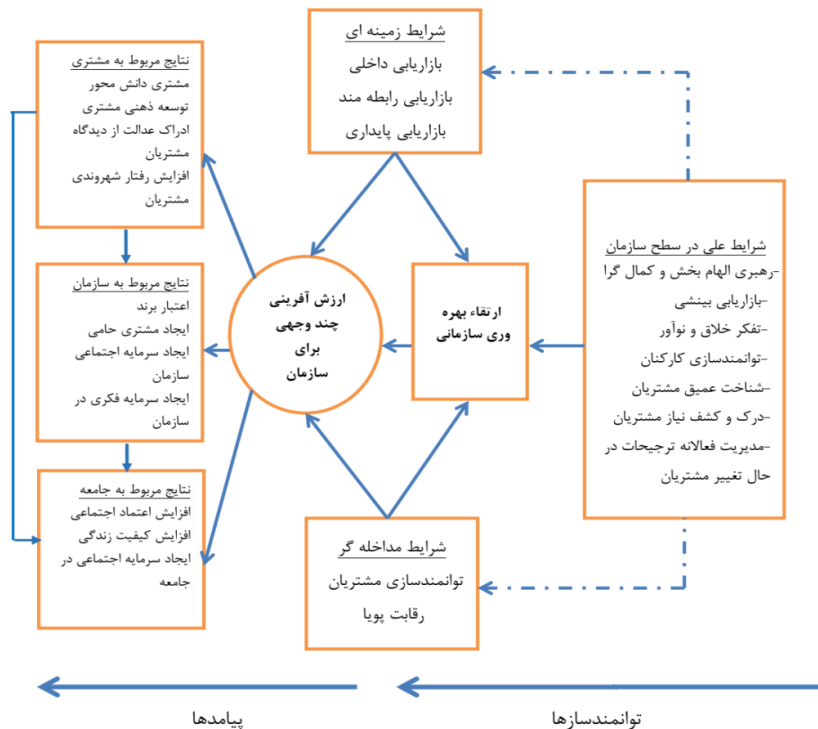 شرایط زمینه ای
بازاریابی داخلی
بازاریابی رابطه مند
بازاریابی پایداری
شرایط علی در سطح سازمان
-رهبری الهام بخش و کمال گرا
-بازاریابی بینشی
-تفکر خلاق و نوآور
-توانمندسازی کارکنان
-شناخت عمیق مشتریان
-درک و کشف نیاز مشتریان
-مدیریت فعالانه ترجیحات در
حال تغییر مشتریان
ارتقاء بهره
وری سازمانی
ارزش آفرینی
چند وجهی
برای
سازمان
شرایط مداخله گر
توانمندسازی مشتریان
رقابت پویا
نتایج مربوط به مشتری
مشتری دانش محور
توسعه ذهنی مشتری
ادراک عدالت از دیدگاه
مشتریان
افزایش رفتار شهروندی
مشتریان
نتایج مربوط به سازمان
اعتبار برند
ایجاد مشتری حامی
ایجاد سرمایه اجتماعی
سازمان
ایجاد سرمایه فکری در
سازمان
نتایج مربوط به جامعه
افزایش اعتماد اجتماعی
افزایش کیفیت زندگی
ایجاد سرمایه اجتماعی در
جامعه
توانمندسازها
پیامدها